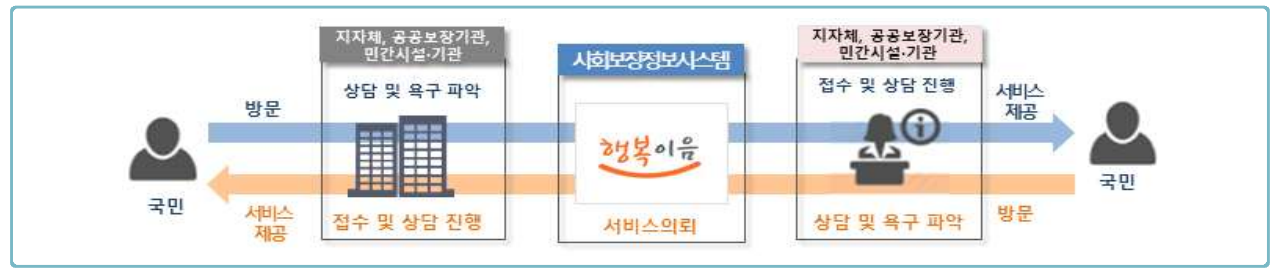 지자체, 공공보장기관,
민간시설·기관
상담 및 욕구 파악
접수 및 상담 진행
사회보장정보시스템
행복이음
서비스의뢰
지자체, 공공보장기관,
민간시설·기관
접수 및 상담 진행
상담 및 욕구 파악
방문
서비스
제공
국민
서비스
제공
방문
국민